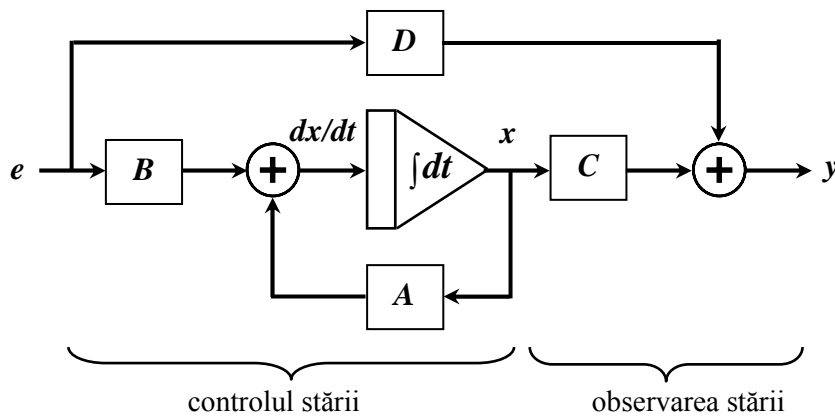 D
dx/dt
x
e
B
+
∫dt
C
+
y
A
controlul stării
observarea stării